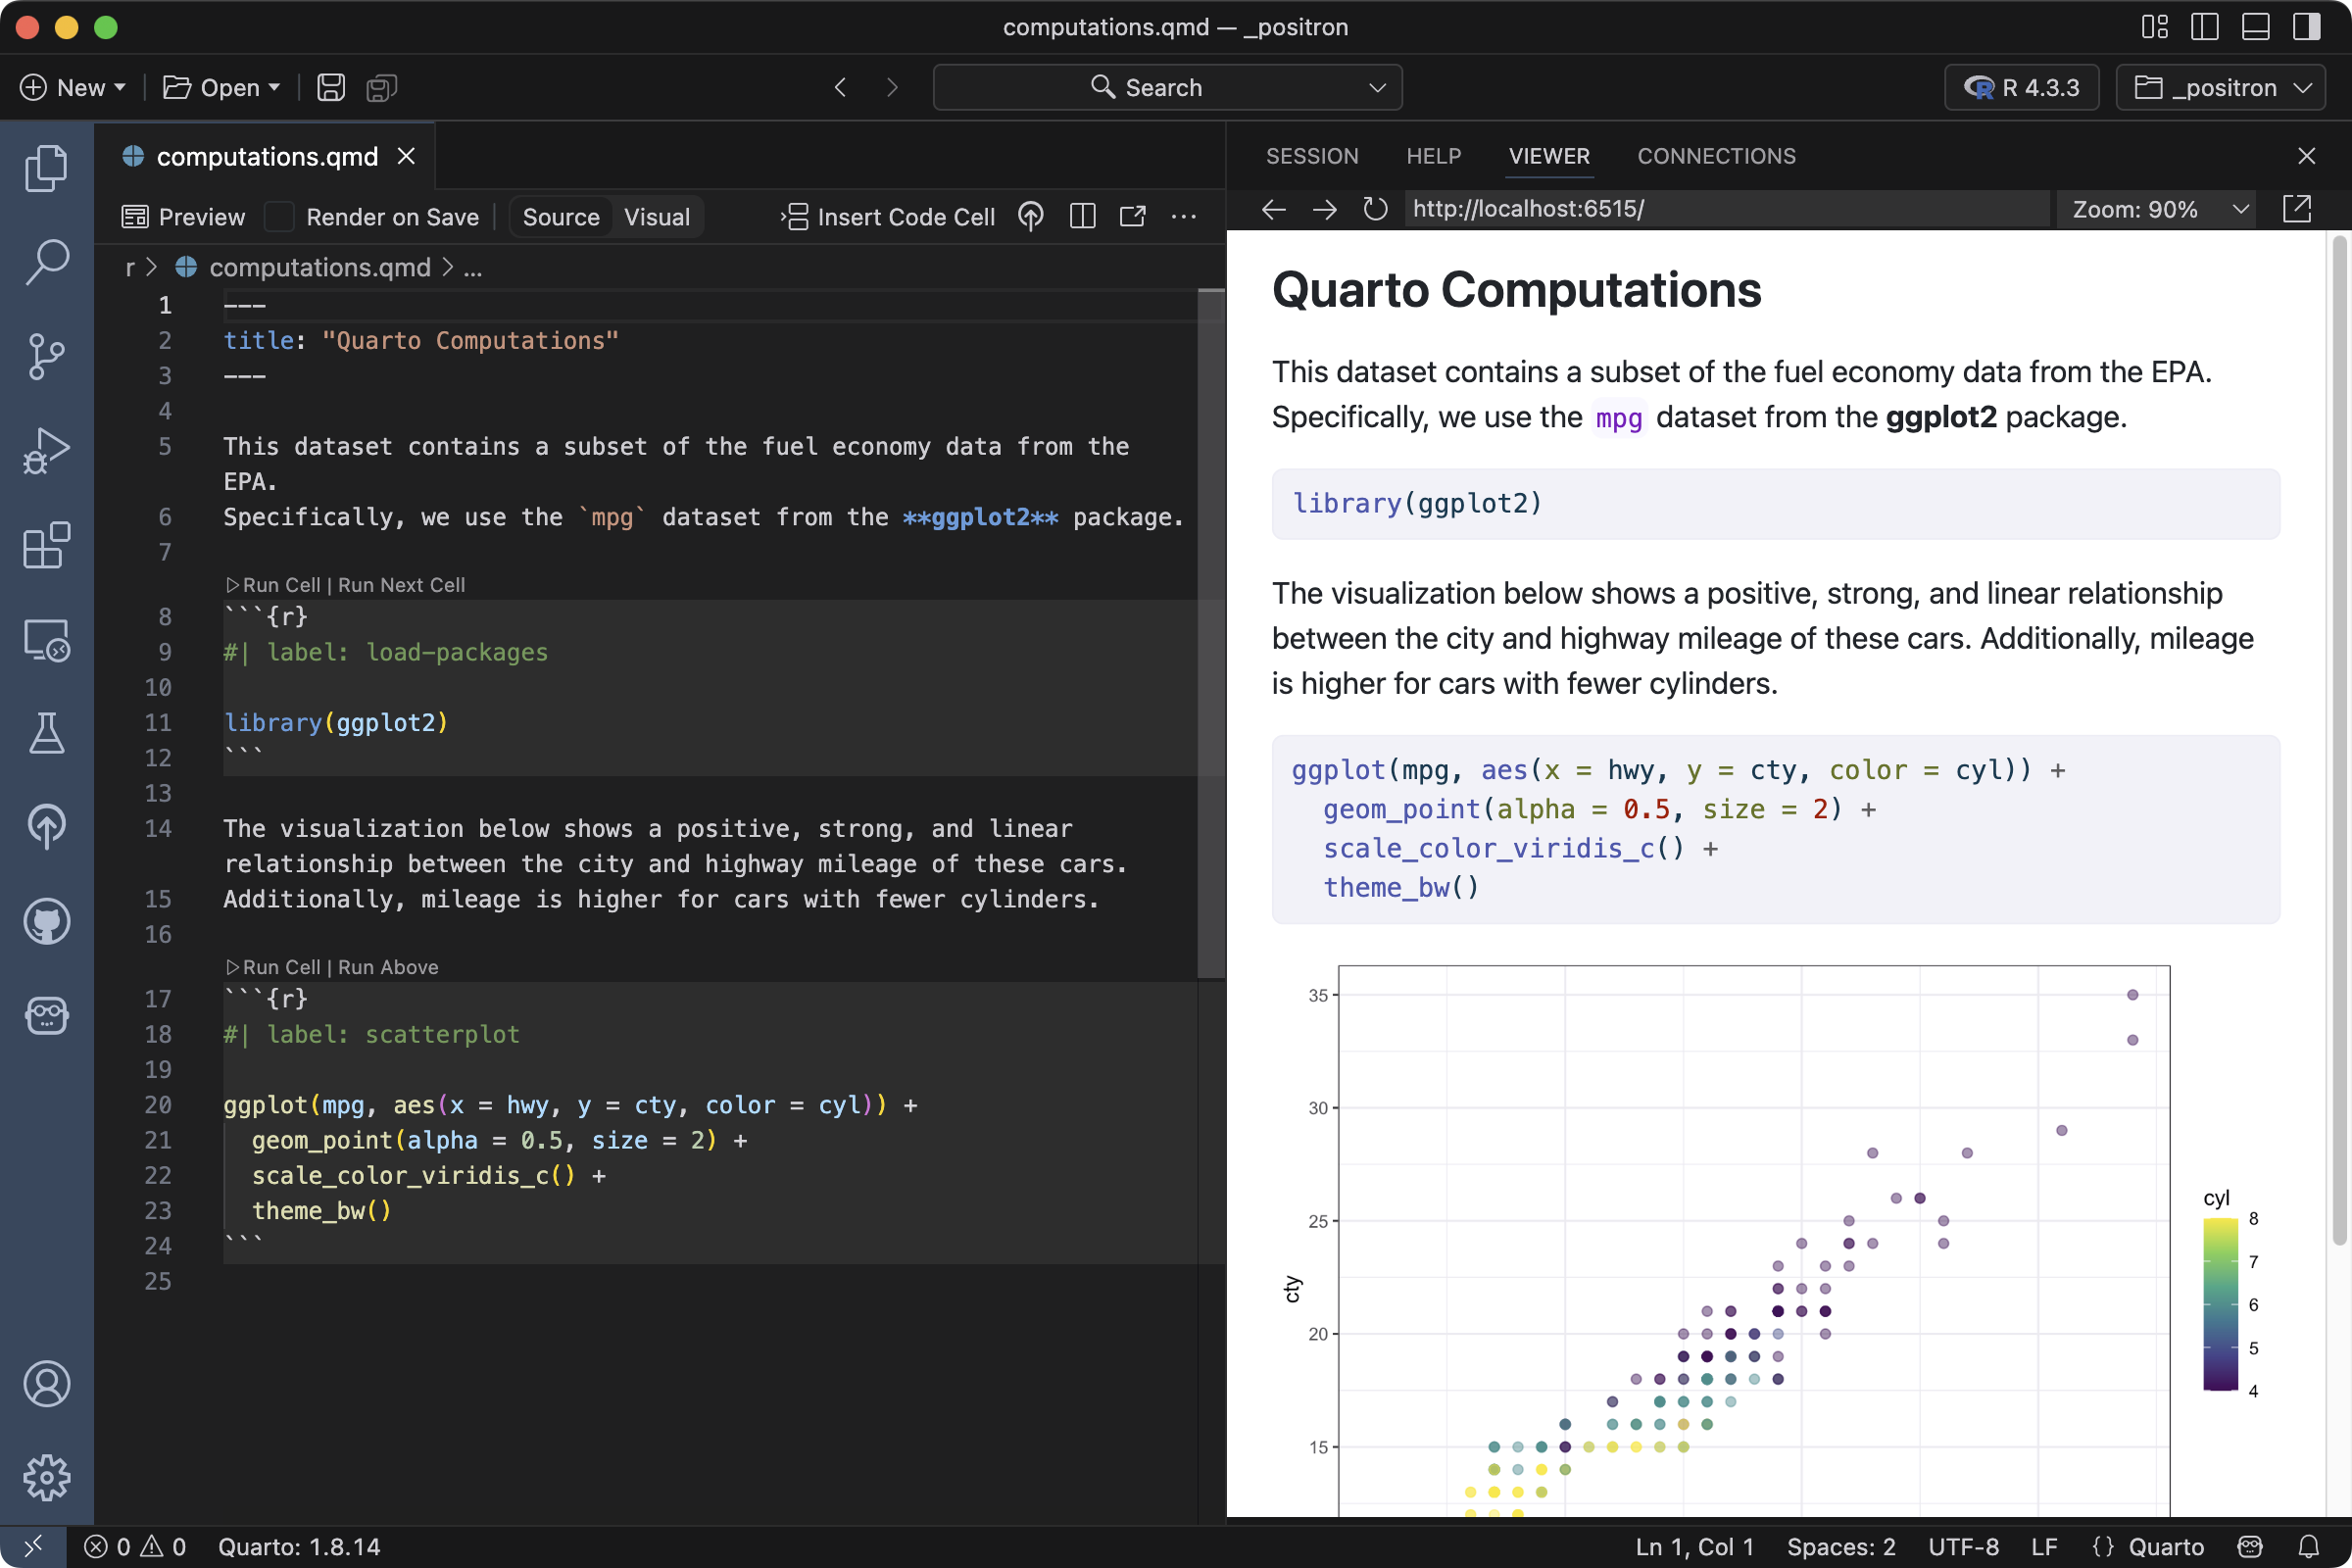 computations.qmd — _positron
New
Open
Search
R 4.3.3
_positron
computations.qmd
Preview
Render on Save
Source
Visual
Insert Code Cell
r > computations.qmd > ...
1 ---
2 title: "Quarto Computations"
3 ---
4
5 This dataset contains a subset of the fuel economy data from the
EPA.
6 Specifically, we use the `mpg` dataset from the **ggplot2** package.
7
Run Cell | Run Next Cell
8 ```{r}
9 #| label: load-packages
10
11 library(ggplot2)
12 ```
13
14 The visualization below shows a positive, strong, and linear
relationship between the city and highway mileage of these cars.
15 Additionally, mileage is higher for cars with fewer cylinders.
16
Run Cell | Run Above
17 ```{r}
18 #| label: scatterplot
19
20 ggplot(mpg, aes(x = hwy, y = cty, color = cyl)) +
21   geom_point(alpha = 0.5, size = 2) +
22   scale_color_viridis_c() +
23   theme_bw()
24 ```
25
SESSION
HELP
VIEWER
CONNECTIONS
http://localhost:6515/
Zoom: 90%
Quarto Computations
This dataset contains a subset of the fuel economy data from the EPA.
Specifically, we use the mpg dataset from the ggplot2 package.
library(ggplot2)
The visualization below shows a positive, strong, and linear relationship
between the city and highway mileage of these cars. Additionally, mileage
is higher for cars with fewer cylinders.
ggplot(mpg, aes(x = hwy, y = cty, color = cyl)) +
  geom_point(alpha = 0.5, size = 2) +
  scale_color_viridis_c() +
  theme_bw()
35
30
25
20
15
cty
cyl
8
7
6
5
4
0 0
Quarto: 1.8.14
Ln 1, Col 1
Spaces: 2
UTF-8
LF
{} Quarto